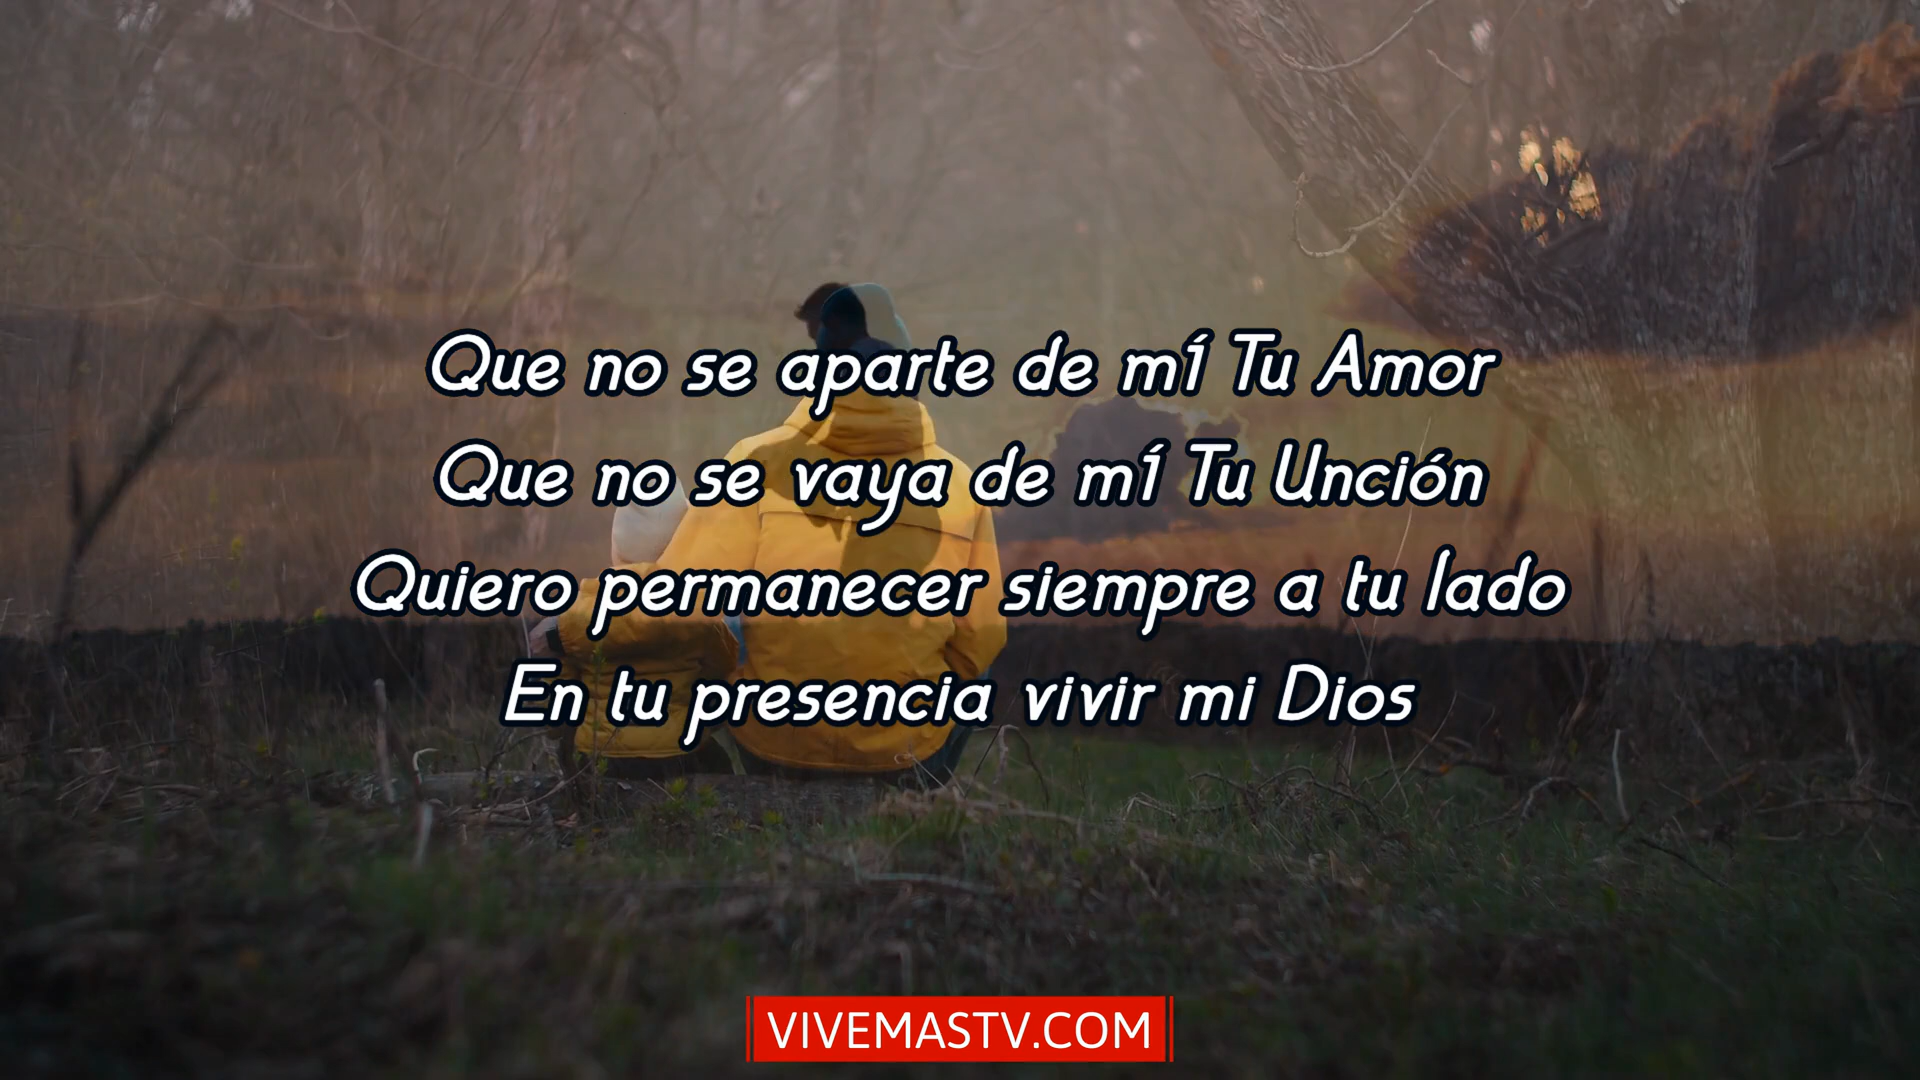 Que no se aparte de mí Tu Amor
Que no se vaya de mí Tu Unción
Quiero permanecer siempre a tu lado
En tu presencia vivir mi Dios
VIVEMASTV.COM